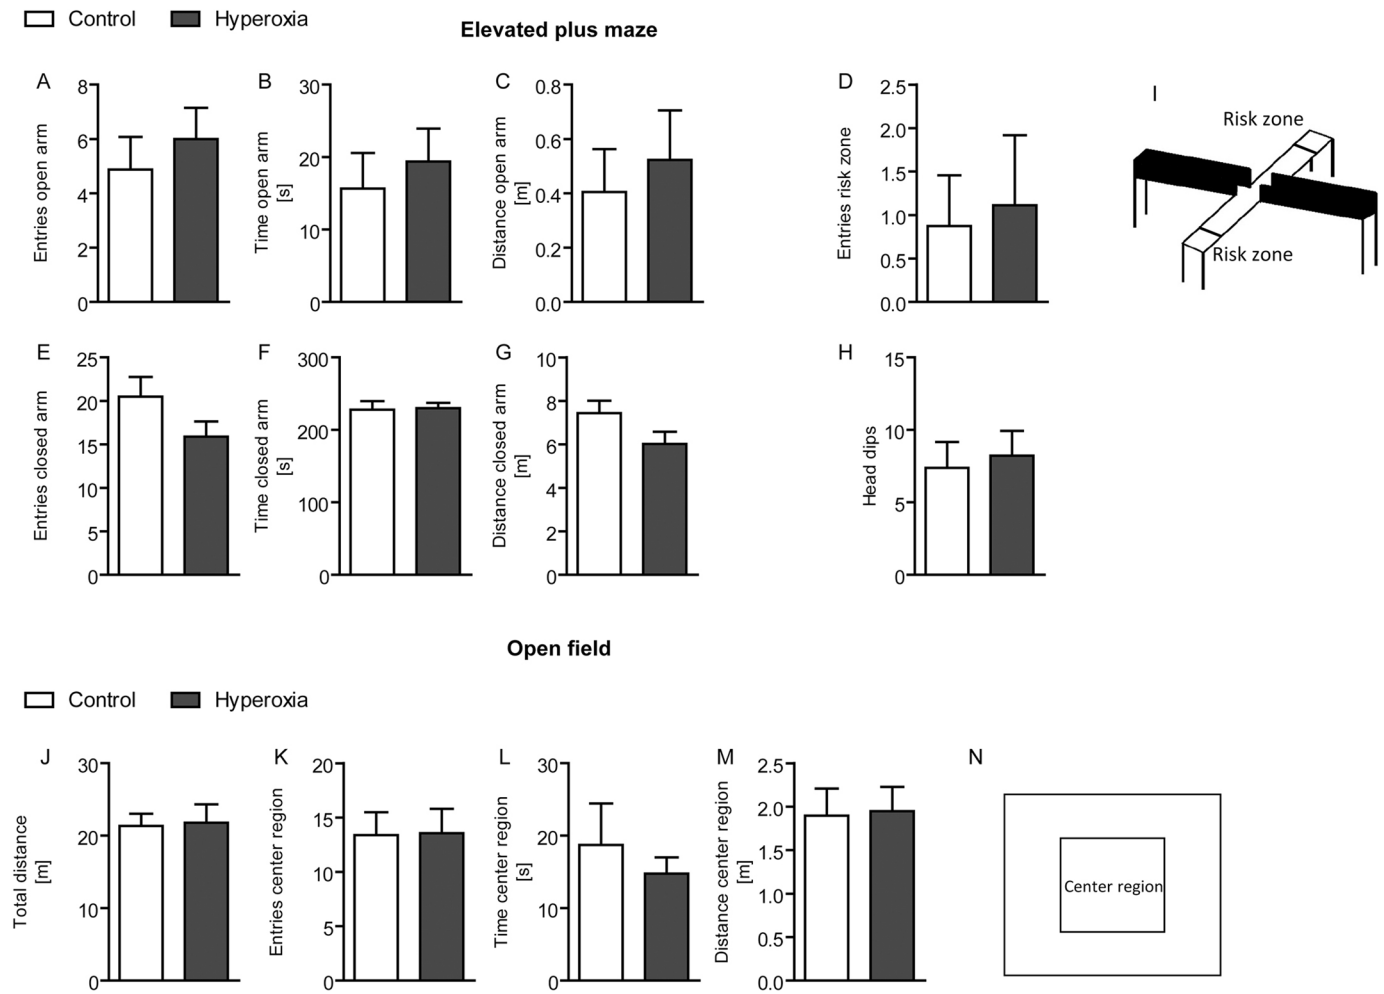 Control Hyperoxia
Elevated plus maze
A
8
6
4
2
0
Entries open arm
B
30
20
10
0
Time open arm
[s]
C
0.8
0.6
0.4
0.2
0.0
Distance open arm
[m]
D
2.5
2.0
1.5
1.0
0.5
0.0
Entries risk zone
I
Risk zone
Risk zone
E
25
20
15
10
5
0
Entries closed arm
F
300
200
100
0
Time closed arm
[s]
G
10
8
6
4
2
0
Distance closed arm
[m]
H
15
10
5
0
Head dips
Open field
Control Hyperoxia
J
30
20
10
0
Total distance
[m]
K
20
15
10
5
0
Entries center region
L
30
20
10
0
Time center region
[s]
M
2.5
2.0
1.5
1.0
0.5
0.0
Distance center region
[m]
N
Center region